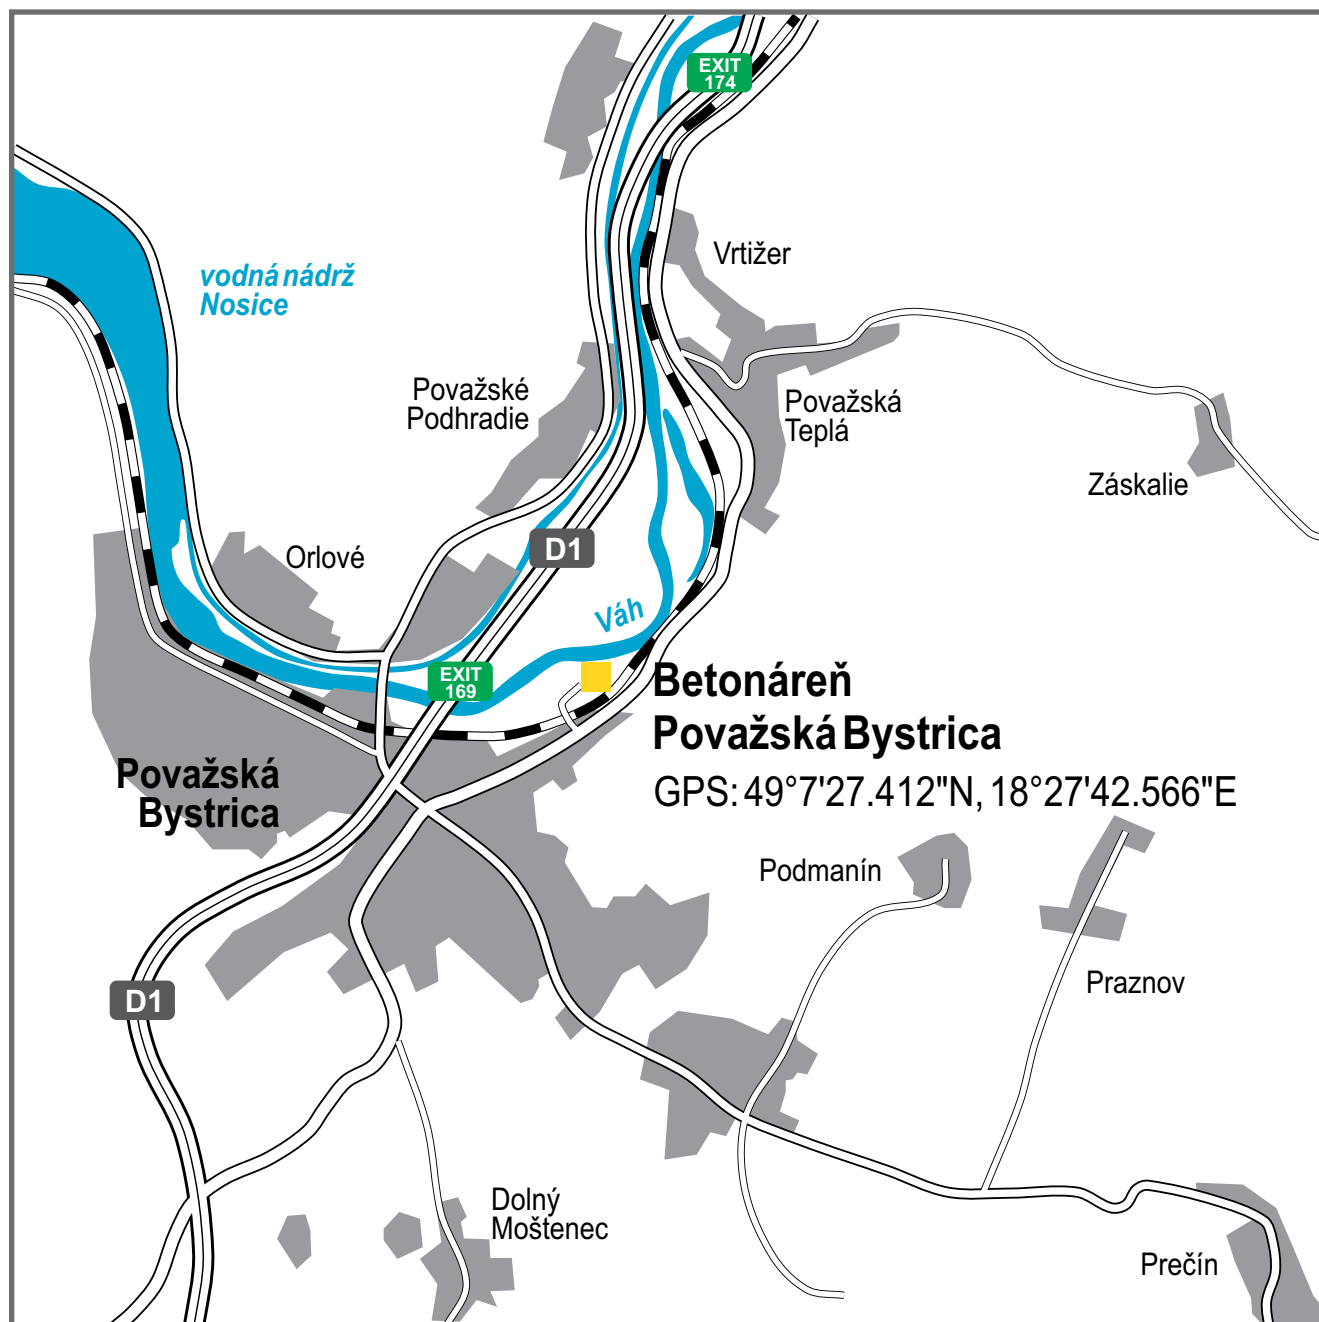 EXIT
174
Vrtižer
vodná nádrž
Nosice
Považské
Podhradie
Považská
Teplá
Záskalie
Orlové
D1
Váh
EXIT
169
Betonáreň
Považská Bystrica
GPS: 49°7'27.412"N, 18°27'42.566"E
Považská
Bystrica
Podmanín
Praznov
D1
Dolný
Moštenec
Prečín